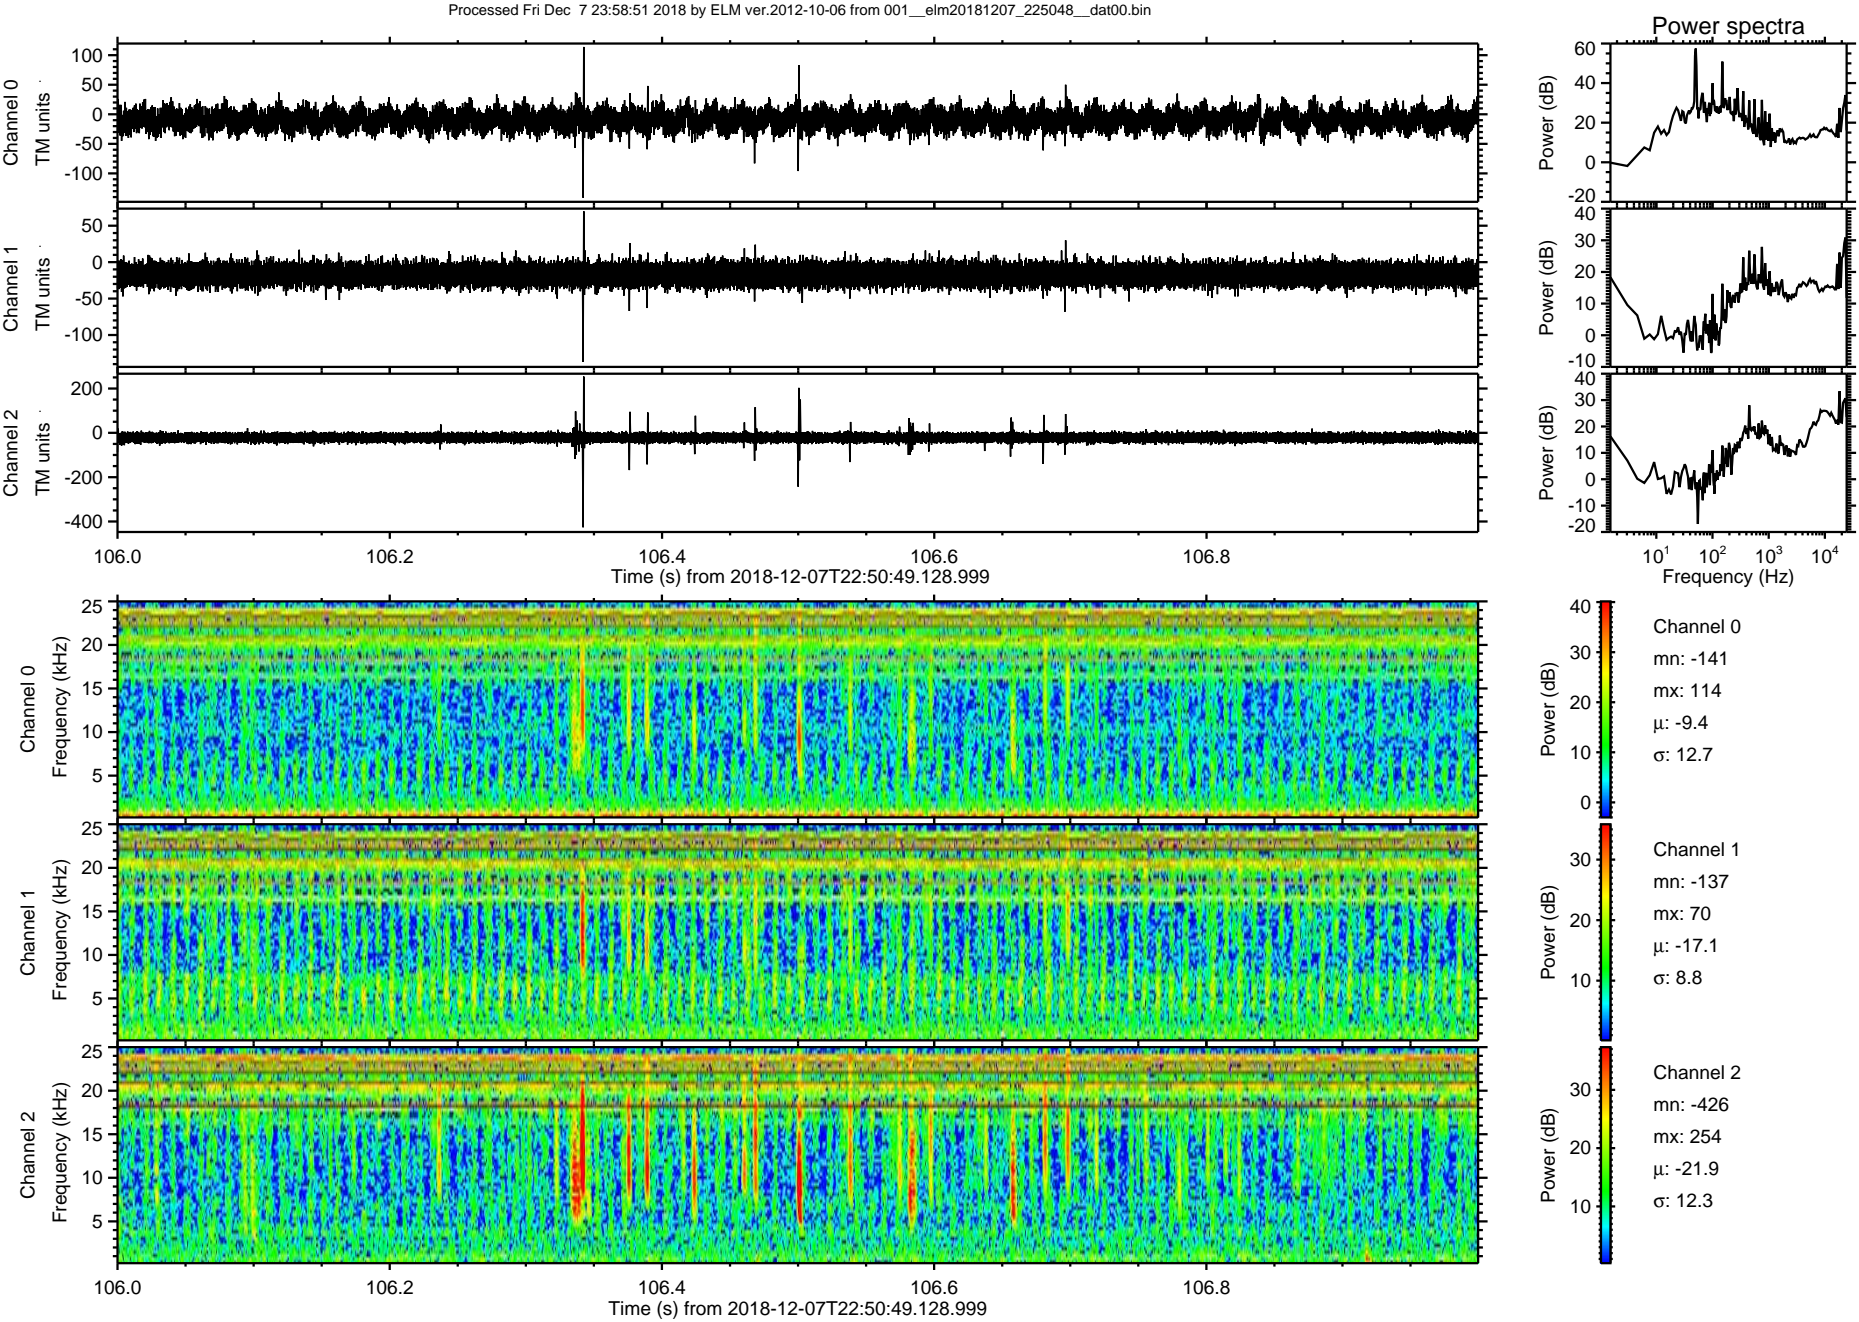 Processed Fri Dec  7 23:58:51 2018 by ELM ver.2012-10-06 from 001__elm20181207_225048__dat00.bin
Power spectra
Channel 0
TM units
100
50
0
-50
-100
Power (dB)
60
40
20
0
-20
Channel 1
TM units
50
0
-50
-100
Power (dB)
40
30
20
10
0
-10
Channel 2
TM units
200
0
-200
-400
Power (dB)
40
30
20
10
0
-10
-20
106.0 106.2 106.4 106.6 106.8
Time (s) from 2018-12-07T22:50:49.128.999
10^1 10^2 10^3 10^4
Frequency (Hz)
Channel 0
Frequency (kHz)
25
20
15
10
5
Power (dB)
40
30
20
10
0
Channel 0
mn: -141
mx: 114
μ: -9.4
σ: 12.7
Channel 1
Frequency (kHz)
25
20
15
10
5
Power (dB)
30
20
10
Channel 1
mn: -137
mx: 70
μ: -17.1
σ: 8.8
Channel 2
Frequency (kHz)
25
20
15
10
5
Power (dB)
30
20
10
Channel 2
mn: -426
mx: 254
μ: -21.9
σ: 12.3
106.0 106.2 106.4 106.6 106.8
Time (s) from 2018-12-07T22:50:49.128.999